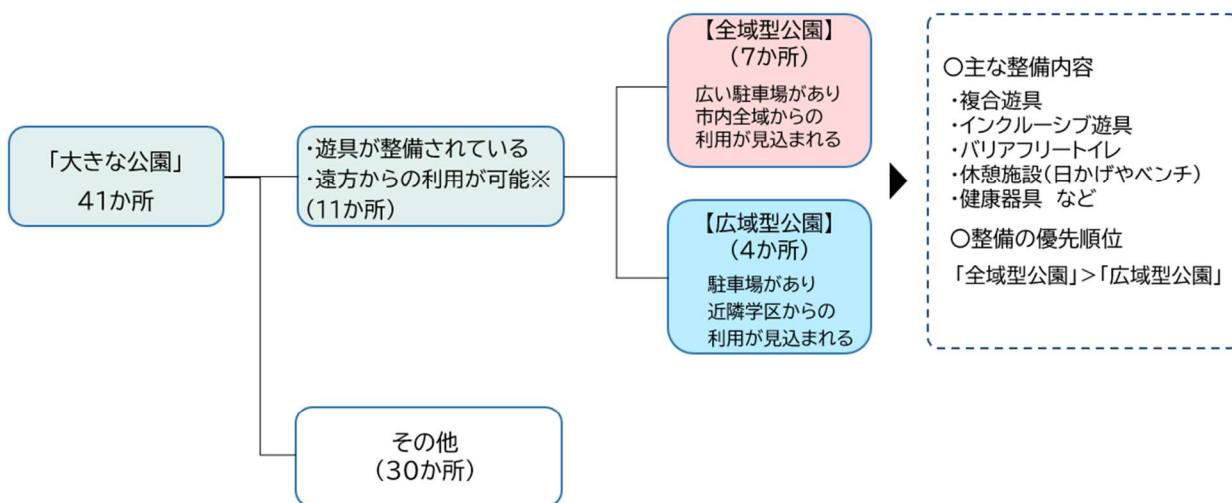 「大きな公園」
41か所
・遊具が整備されている
・遠方からの利用が可能※
(11か所)
その他
(30か所)
【全域型公園】
(7か所)
広い駐車場があり
市内全域からの
利用が見込まれる
【広域型公園】
(4か所)
駐車場があり
近隣学区からの
利用が見込まれる
〇主な整備内容
・複合遊具
・インクルーシブ遊具
・バリアフリートイレ
・休憩施設(日かげやベンチ)
・健康器具 など
〇整備の優先順位
「全域型公園」>「広域型公園」